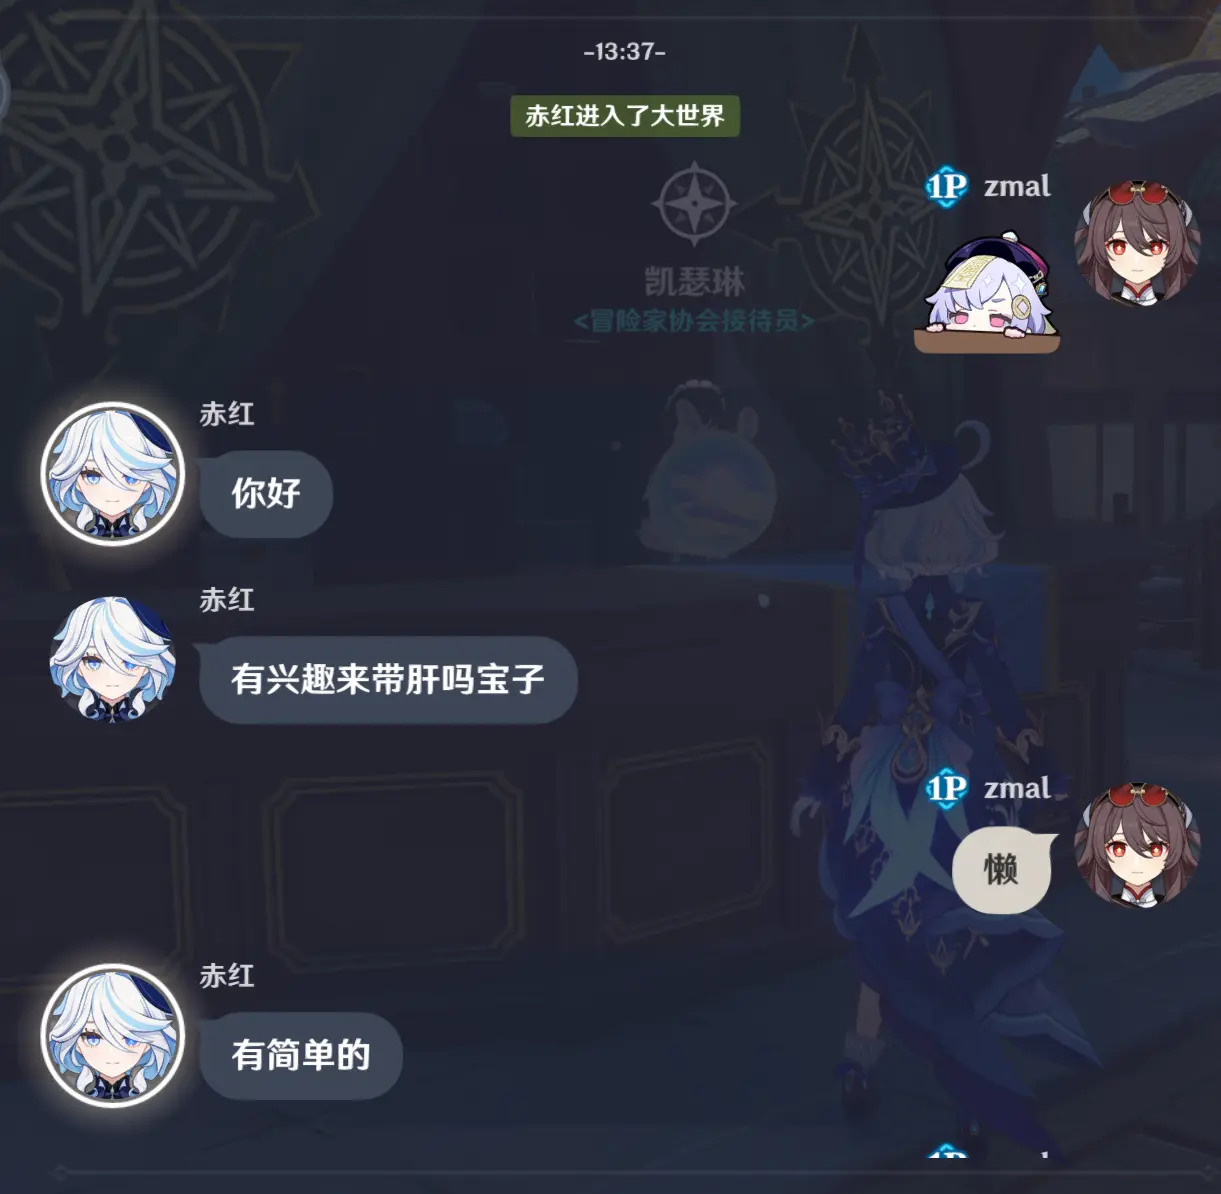 -13:37-
赤红进入了大世界
1P zmal
凯瑟琳
<冒险家协会接待员>
赤红
你好
赤红
有兴趣来带肝吗宝子
1P zmal
懒
赤红
有简单的